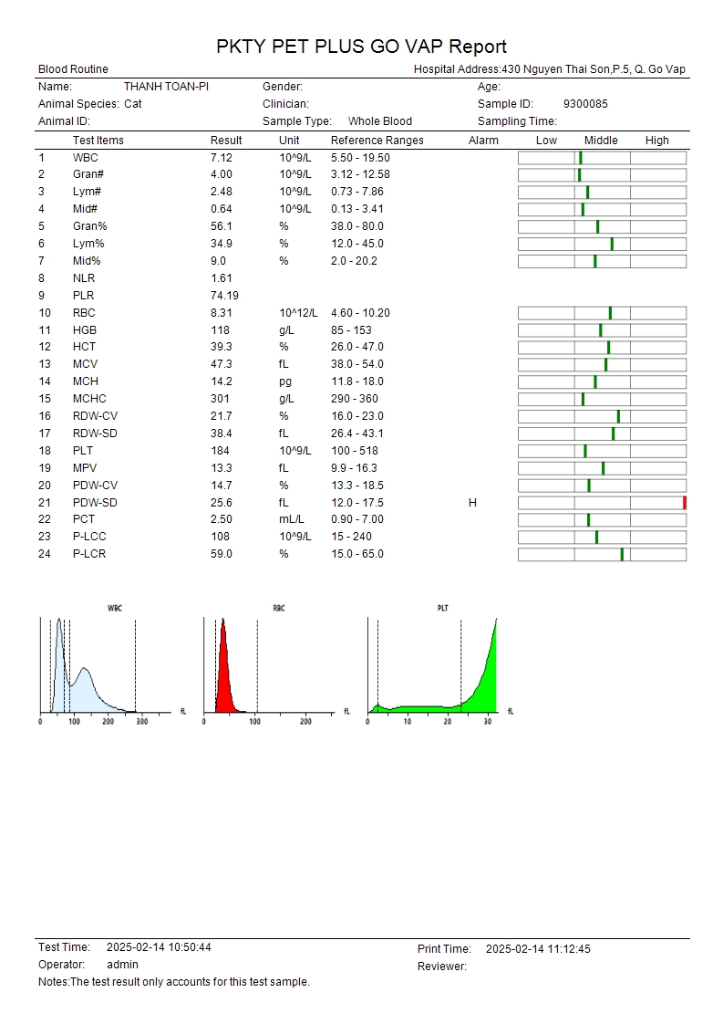 PKTY PET PLUS GO VAP Report
Blood Routine Hospital Address:430 Nguyen Thai Son,P.5, Q. Go Vap
Name: THANH TOAN-PI Gender: Age:
Animal Species: Cat Clinician: Sample ID: 9300085
Animal ID: Sample Type: Whole Blood Sampling Time:
Test Items Result Unit Reference Ranges Alarm Low Middle High
1 WBC 7.12 10^9/L 5.50 - 19.50
2 Gran# 4.00 10^9/L 3.12 - 12.58
3 Lym# 2.48 10^9/L 0.73 - 7.86
4 Mid# 0.64 10^9/L 0.13 - 3.41
5 Gran% 56.1 % 38.0 - 80.0
6 Lym% 34.9 % 12.0 - 45.0
7 Mid% 9.0 % 2.0 - 20.2
8 NLR 1.61
9 PLR 74.19
10 RBC 8.31 10^12/L 4.60 - 10.20
11 HGB 118 g/L 85 - 153
12 HCT 39.3 % 26.0 - 47.0
13 MCV 47.3 fL 38.0 - 54.0
14 MCH 14.2 pg 11.8 - 18.0
15 MCHC 301 g/L 290 - 360
16 RDW-CV 21.7 % 16.0 - 23.0
17 RDW-SD 38.4 fL 26.4 - 43.1
18 PLT 184 10^9/L 100 - 518
19 MPV 13.3 fL 9.9 - 16.3
20 PDW-CV 14.7 % 13.3 - 18.5
21 PDW-SD 25.6 fL 12.0 - 17.5 H
22 PCT 2.50 mL/L 0.90 - 7.00
23 P-LCC 108 10^9/L 15 - 240
24 P-LCR 59.0 % 15.0 - 65.0
WBC RBC PLT
0 100 200 300 fL 0 100 200 fL 0 10 20 30 fL
Test Time: 2025-02-14 10:50:44 Print Time: 2025-02-14 11:12:45
Operator: admin Reviewer:
Notes:The test result only accounts for this test sample.